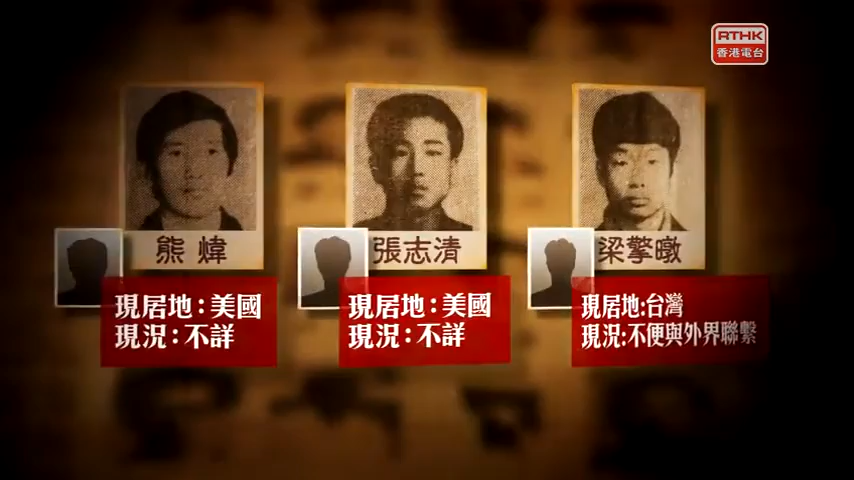 RTHK
香港電台
熊煒
張志清
梁擎暾
現居地：美國
現況：不詳
現居地：美國
現況：不詳
現居地:台灣
現況:不便與外界聯繫